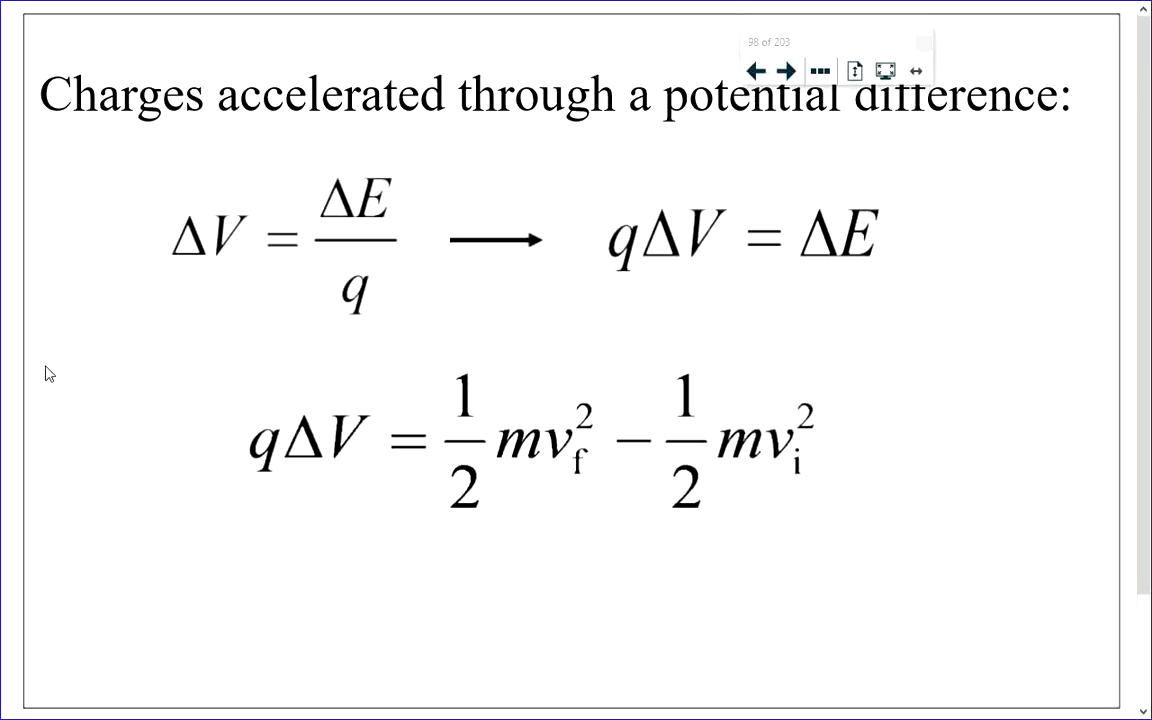 98 of 203
Charges accelerated through a potential difference:
ΔV = ΔE/q → qΔV = ΔE
qΔV = 1/2 mv_f^2 − 1/2 mv_i^2